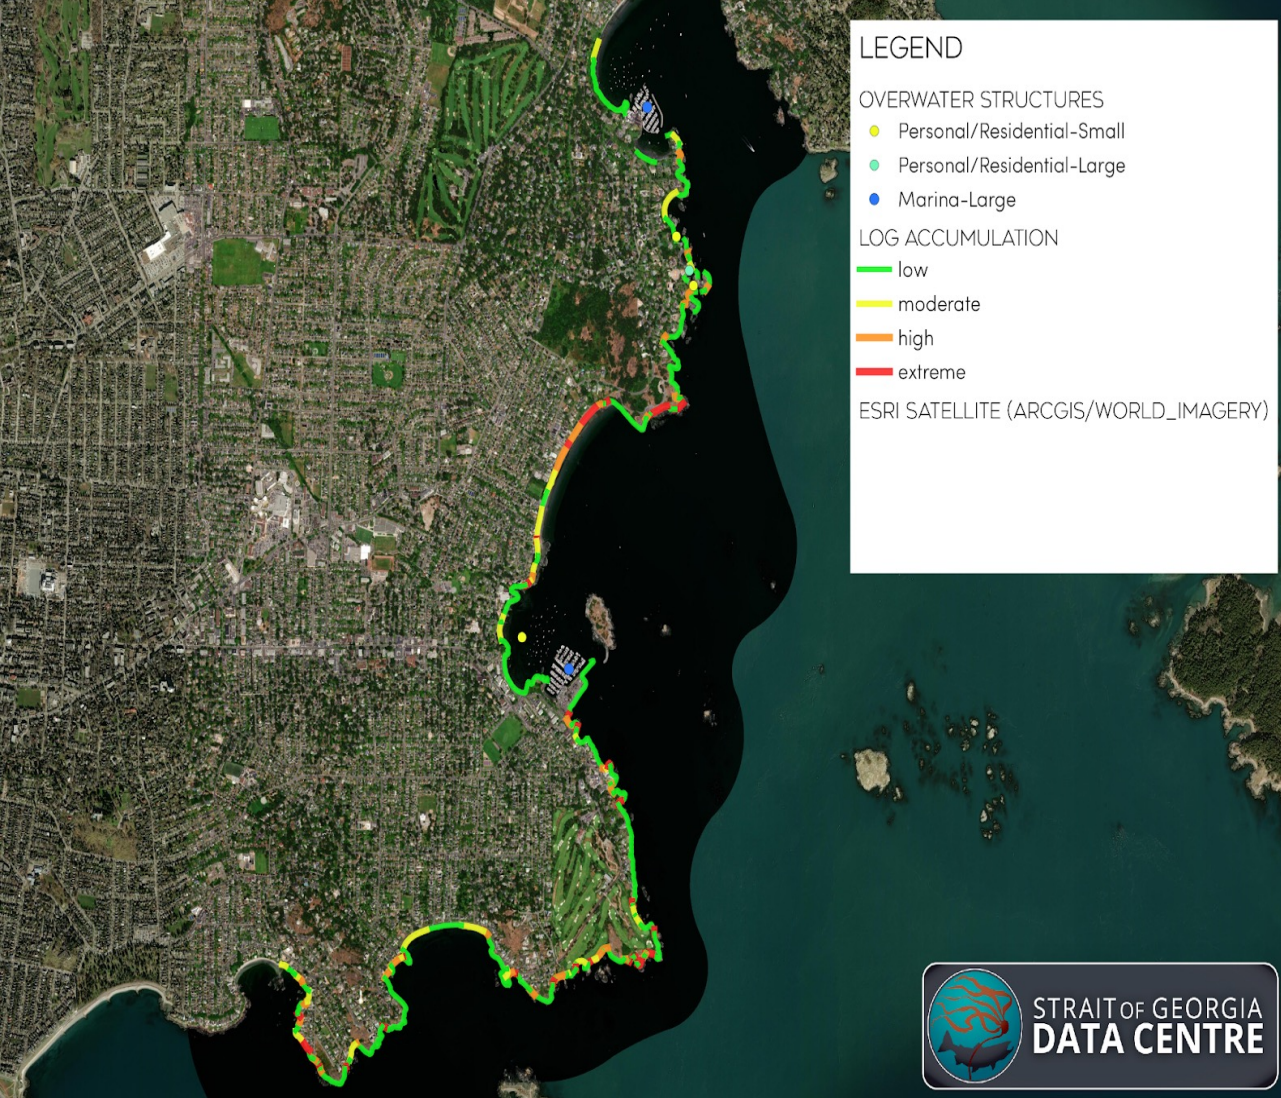 LEGEND
OVERWATER STRUCTURES
Personal/Residential-Small
Personal/Residential-Large
Marina-Large
LOG ACCUMULATION
low
moderate
high
extreme
ESRI SATELLITE (ARCGIS/WORLD_IMAGERY)
STRAIT OF GEORGIA
DATA CENTRE